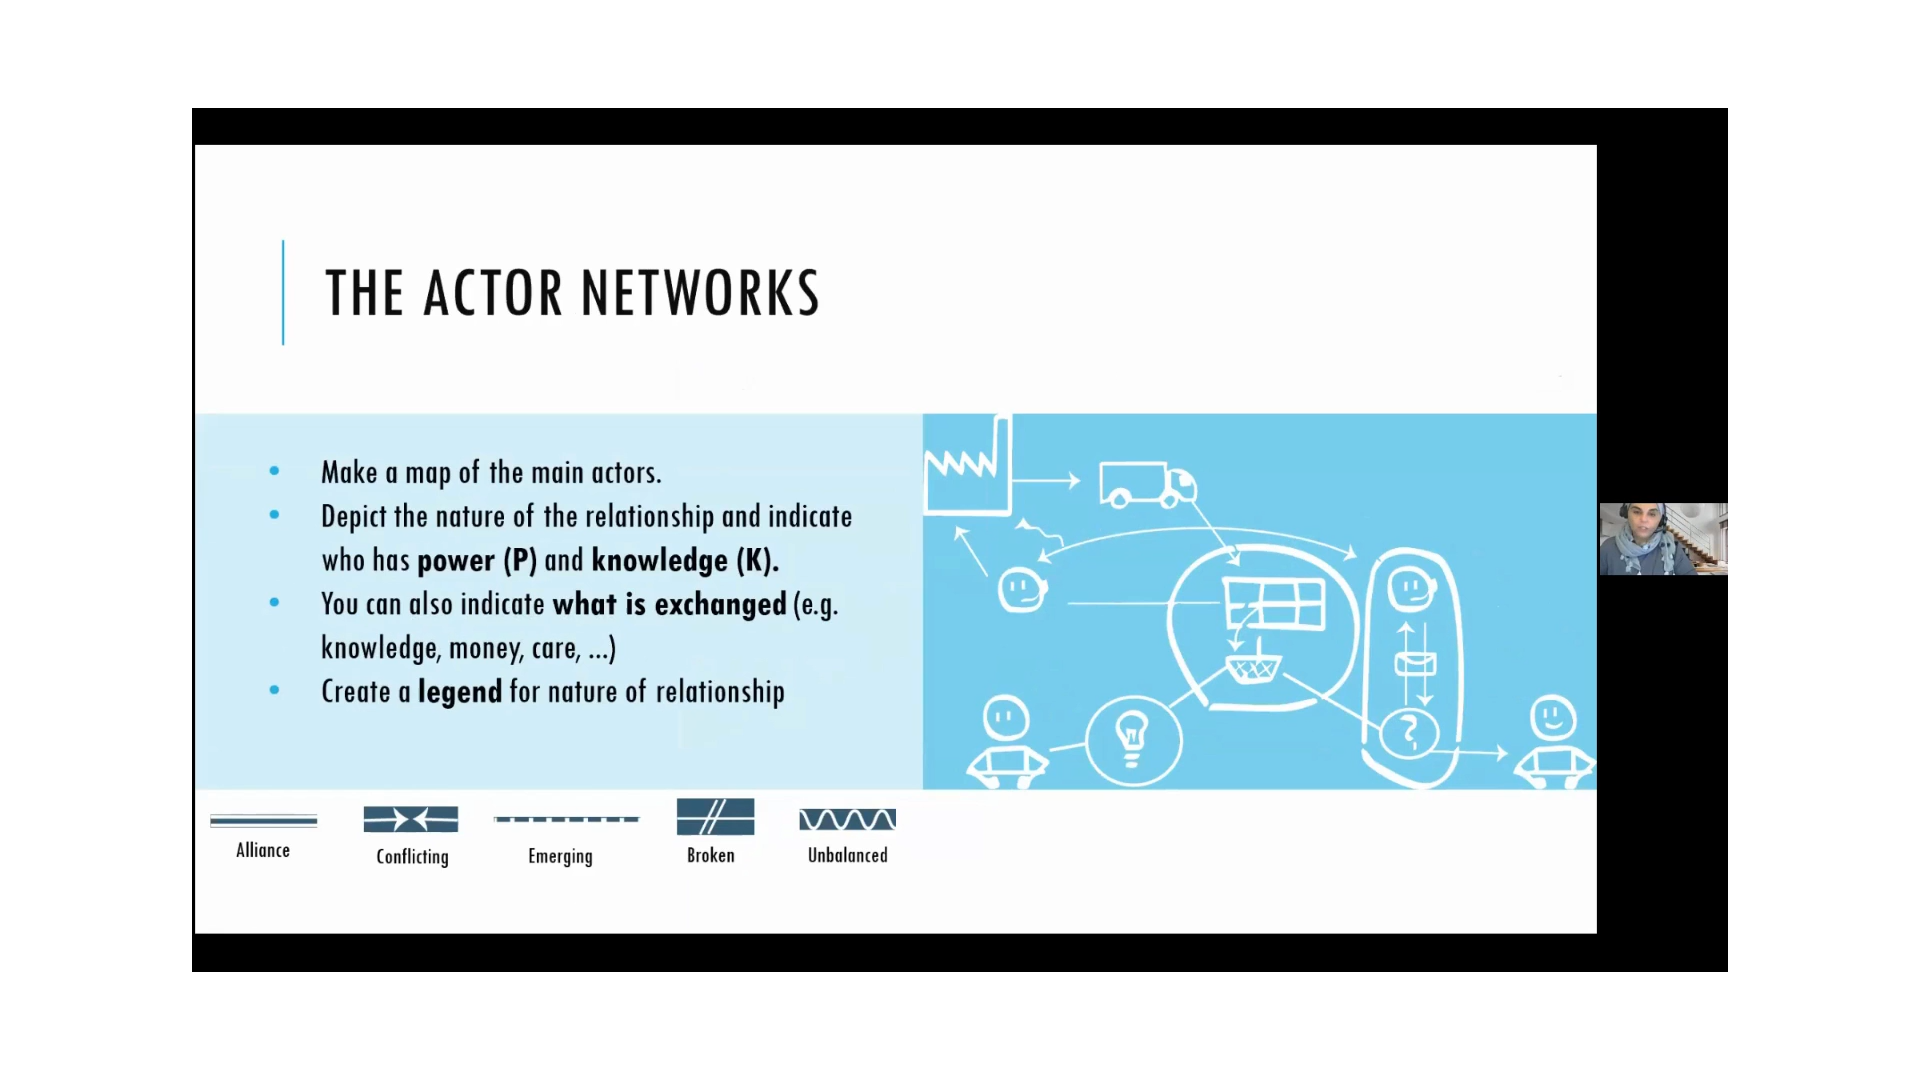 THE ACTOR NETWORKS
• Make a map of the main actors.
• Depict the nature of the relationship and indicate
who has power (P) and knowledge (K).
• You can also indicate what is exchanged (e.g.
knowledge, money, care, ...)
• Create a legend for nature of relationship
?
Alliance
Conflicting
Emerging
Broken
Unbalanced